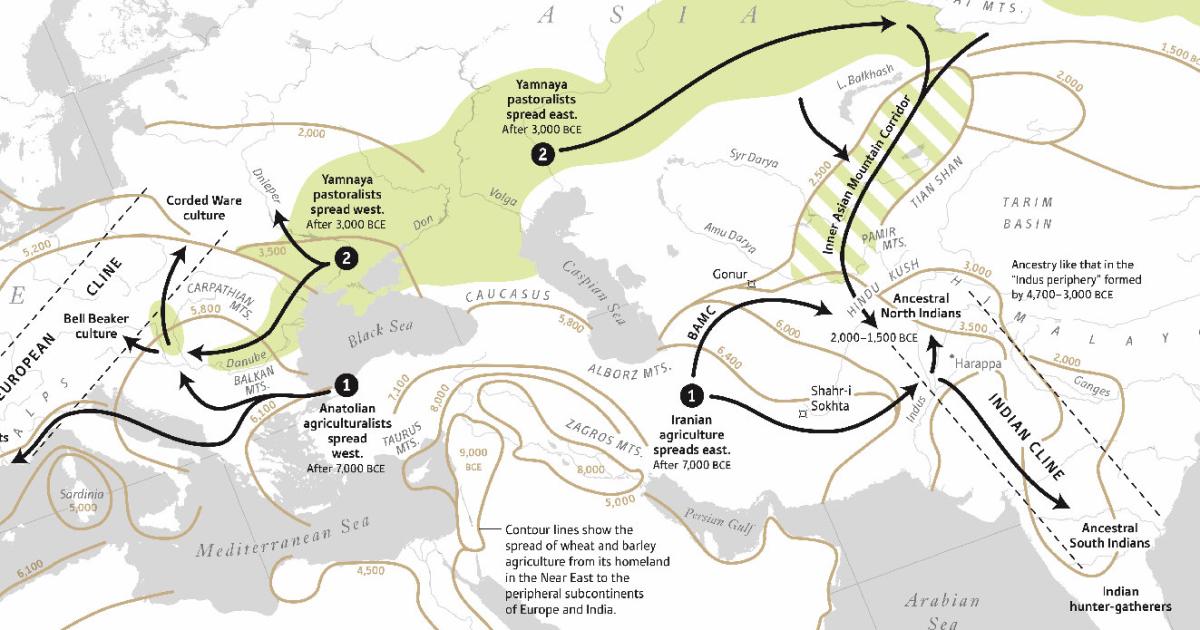 A S I A
MTS.
1,500 BC
L. Balkhash
2,000
Yamnaya
pastoralists
spread east.
After 3,000 BCE
2
Inner Asian Mountain Corridor
2,000
Syr Darya
2,500
TIAN SHAN
Dnieper
Yamnaya
pastoralists
spread west.
After 3,000 BCE
2
Volga
Don
Corded Ware
culture
TARIM
BASIN
Amu Darya
PAMIR
MTS.
5,200
3,500
E
EUROPEAN CLINE
CARPATHIAN
MTS.
5,800
Caspian Sea
Gonur
HINDU KUSH
3,000
Ancestry like that in the
"Indus periphery" formed
by 4,700–3,000 BCE
CAUCASUS
5,800
Bell Beaker
culture
Black Sea
BAMC
6,000
Ancestral
North Indians
HIMALAY
2,000–1,500 BCE
3,500
Danube
BALKAN
MTS.
ALPS
6,100
1
Anatolian
agriculturalists
spread
west.
After 7,000 BCE
7,100
8,000
ALBORZ MTS.
6,400
Harappa
2,000
Ganges
1
Iranian
agriculture
spreads east.
After 7,000 BCE
Shahr-i
Sokhta
Indus
INDIAN CLINE
ts
TAURUS
MTS.
ZAGROS MTS.
9,000
BCE
8,000
5,000
Sardinia
5,000
Mediterranean Sea
Persian Gulf
Contour lines show the
spread of wheat and barley
agriculture from its homeland
in the Near East to the
peripheral subcontinents
of Europe and India.
Ancestral
South Indians
6,100
4,500
Arabian
Sea
Indian
hunter-gatherers